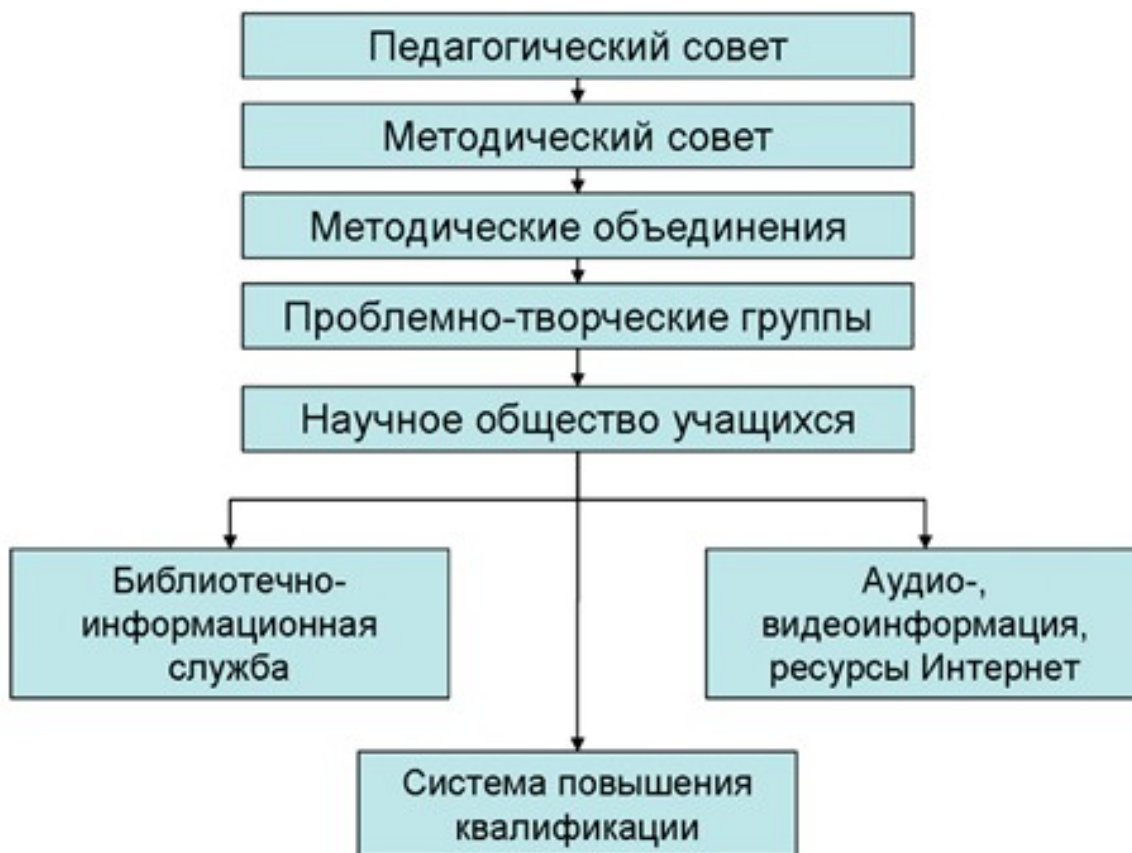 Педагогический совет
Методический совет
Методические объединения
Проблемно-творческие группы
Научное общество учащихся
Библиотечно-
информационная
служба
Аудио-,
видеоинформация,
ресурсы Интернет
Система повышения
квалификации